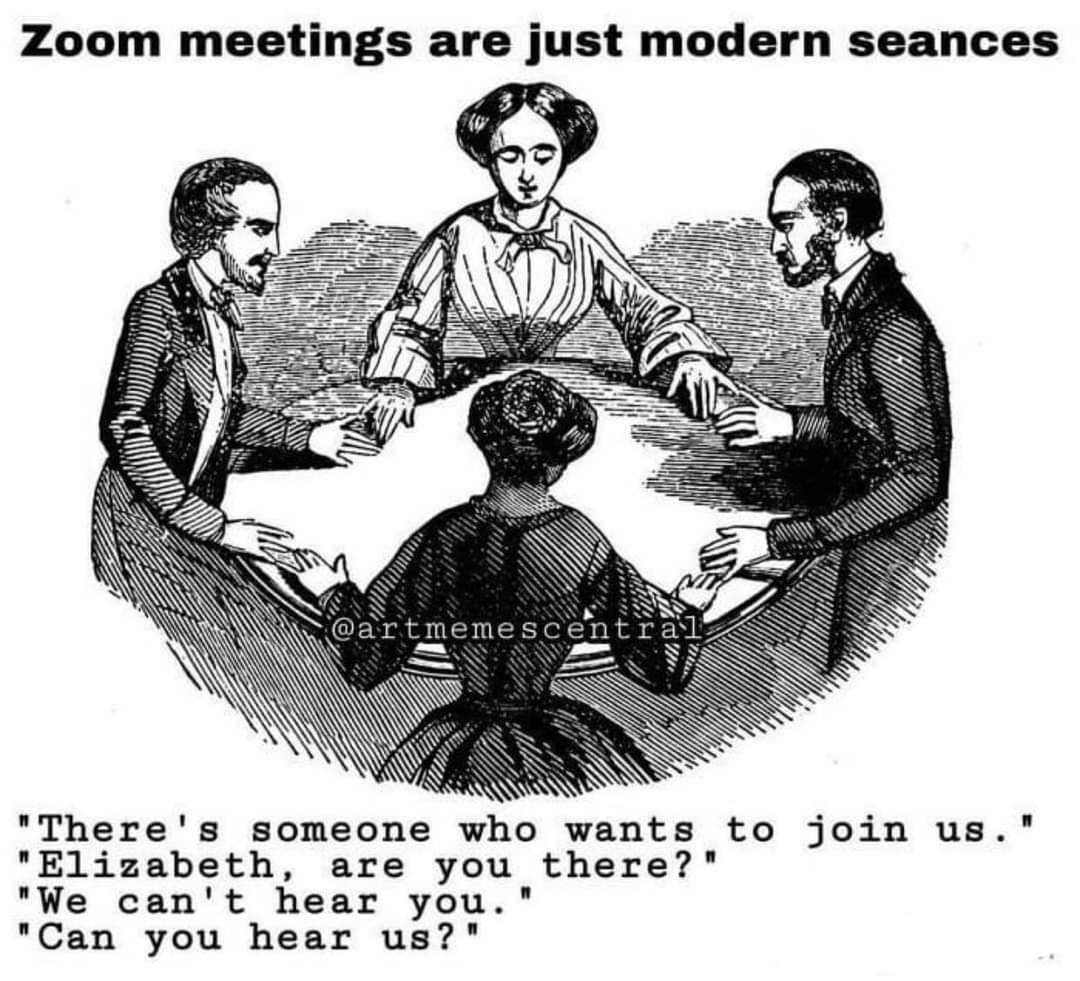 Zoom meetings are just modern seances
@artmemescentral
"There's someone who wants to join us."
"Elizabeth, are you there?"
"We can't hear you."
"Can you hear us?"